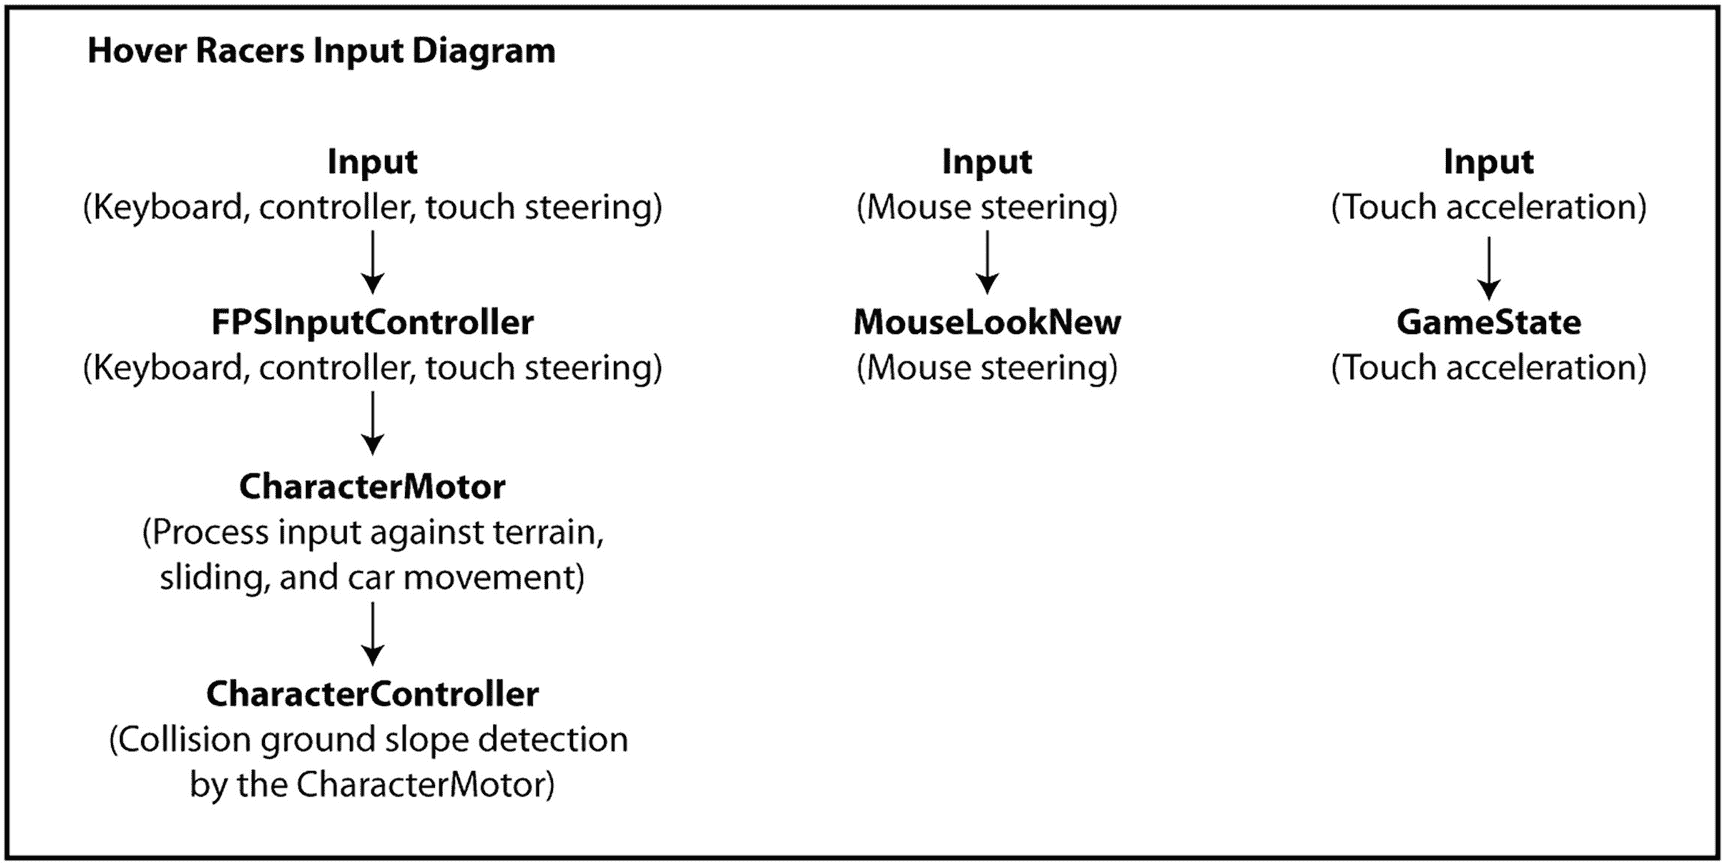 Hover Racers Input Diagram
Input
(Keyboard, controller, touch steering)
FPSInputController
(Keyboard, controller, touch steering)
CharacterMotor
(Process input against terrain,
sliding, and car movement)
CharacterController
(Collision ground slope detection
by the CharacterMotor)
Input
(Mouse steering)
MouseLookNew
(Mouse steering)
Input
(Touch acceleration)
GameState
(Touch acceleration)